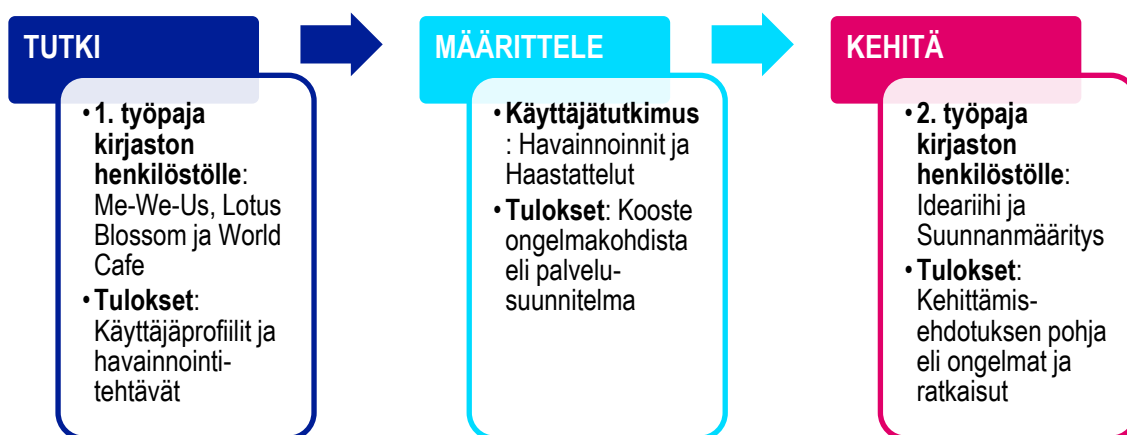 TUTKI
• 1. työpaja
kirjaston
henkilöstölle:
Me-We-Us, Lotus
Blossom ja World
Cafe
• Tulokset:
Käyttäjäprofiilit ja
havainnointi-
tehtävät
MÄÄRITTELE
• Käyttäjätutkimus
: Havainnoinnit ja
Haastattelut
• Tulokset: Kooste
ongelmakohdista
eli palvelu-
suunnitelma
KEHITÄ
• 2. työpaja
kirjaston
henkilöstölle:
Ideariihi ja
Suunnanmääritys
• Tulokset:
Kehittämis-
ehdotuksen pohja
eli ongelmat ja
ratkaisut